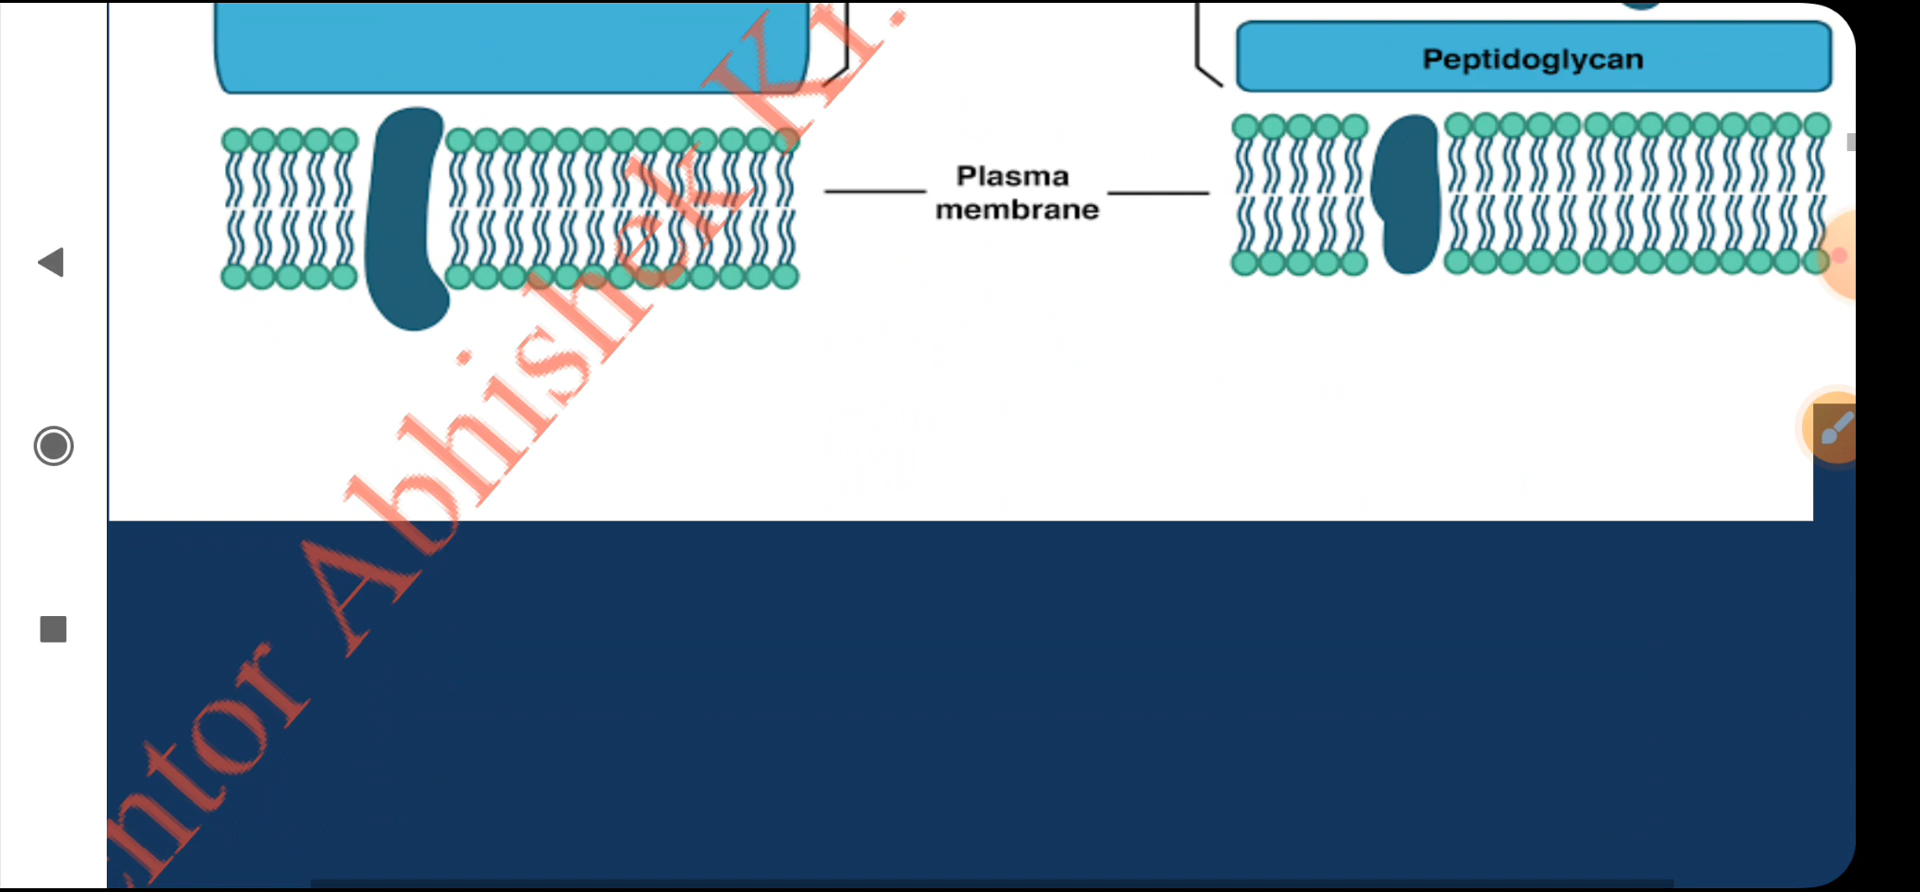 Peptidoglycan
Plasma
membrane
ntor Abhishek K